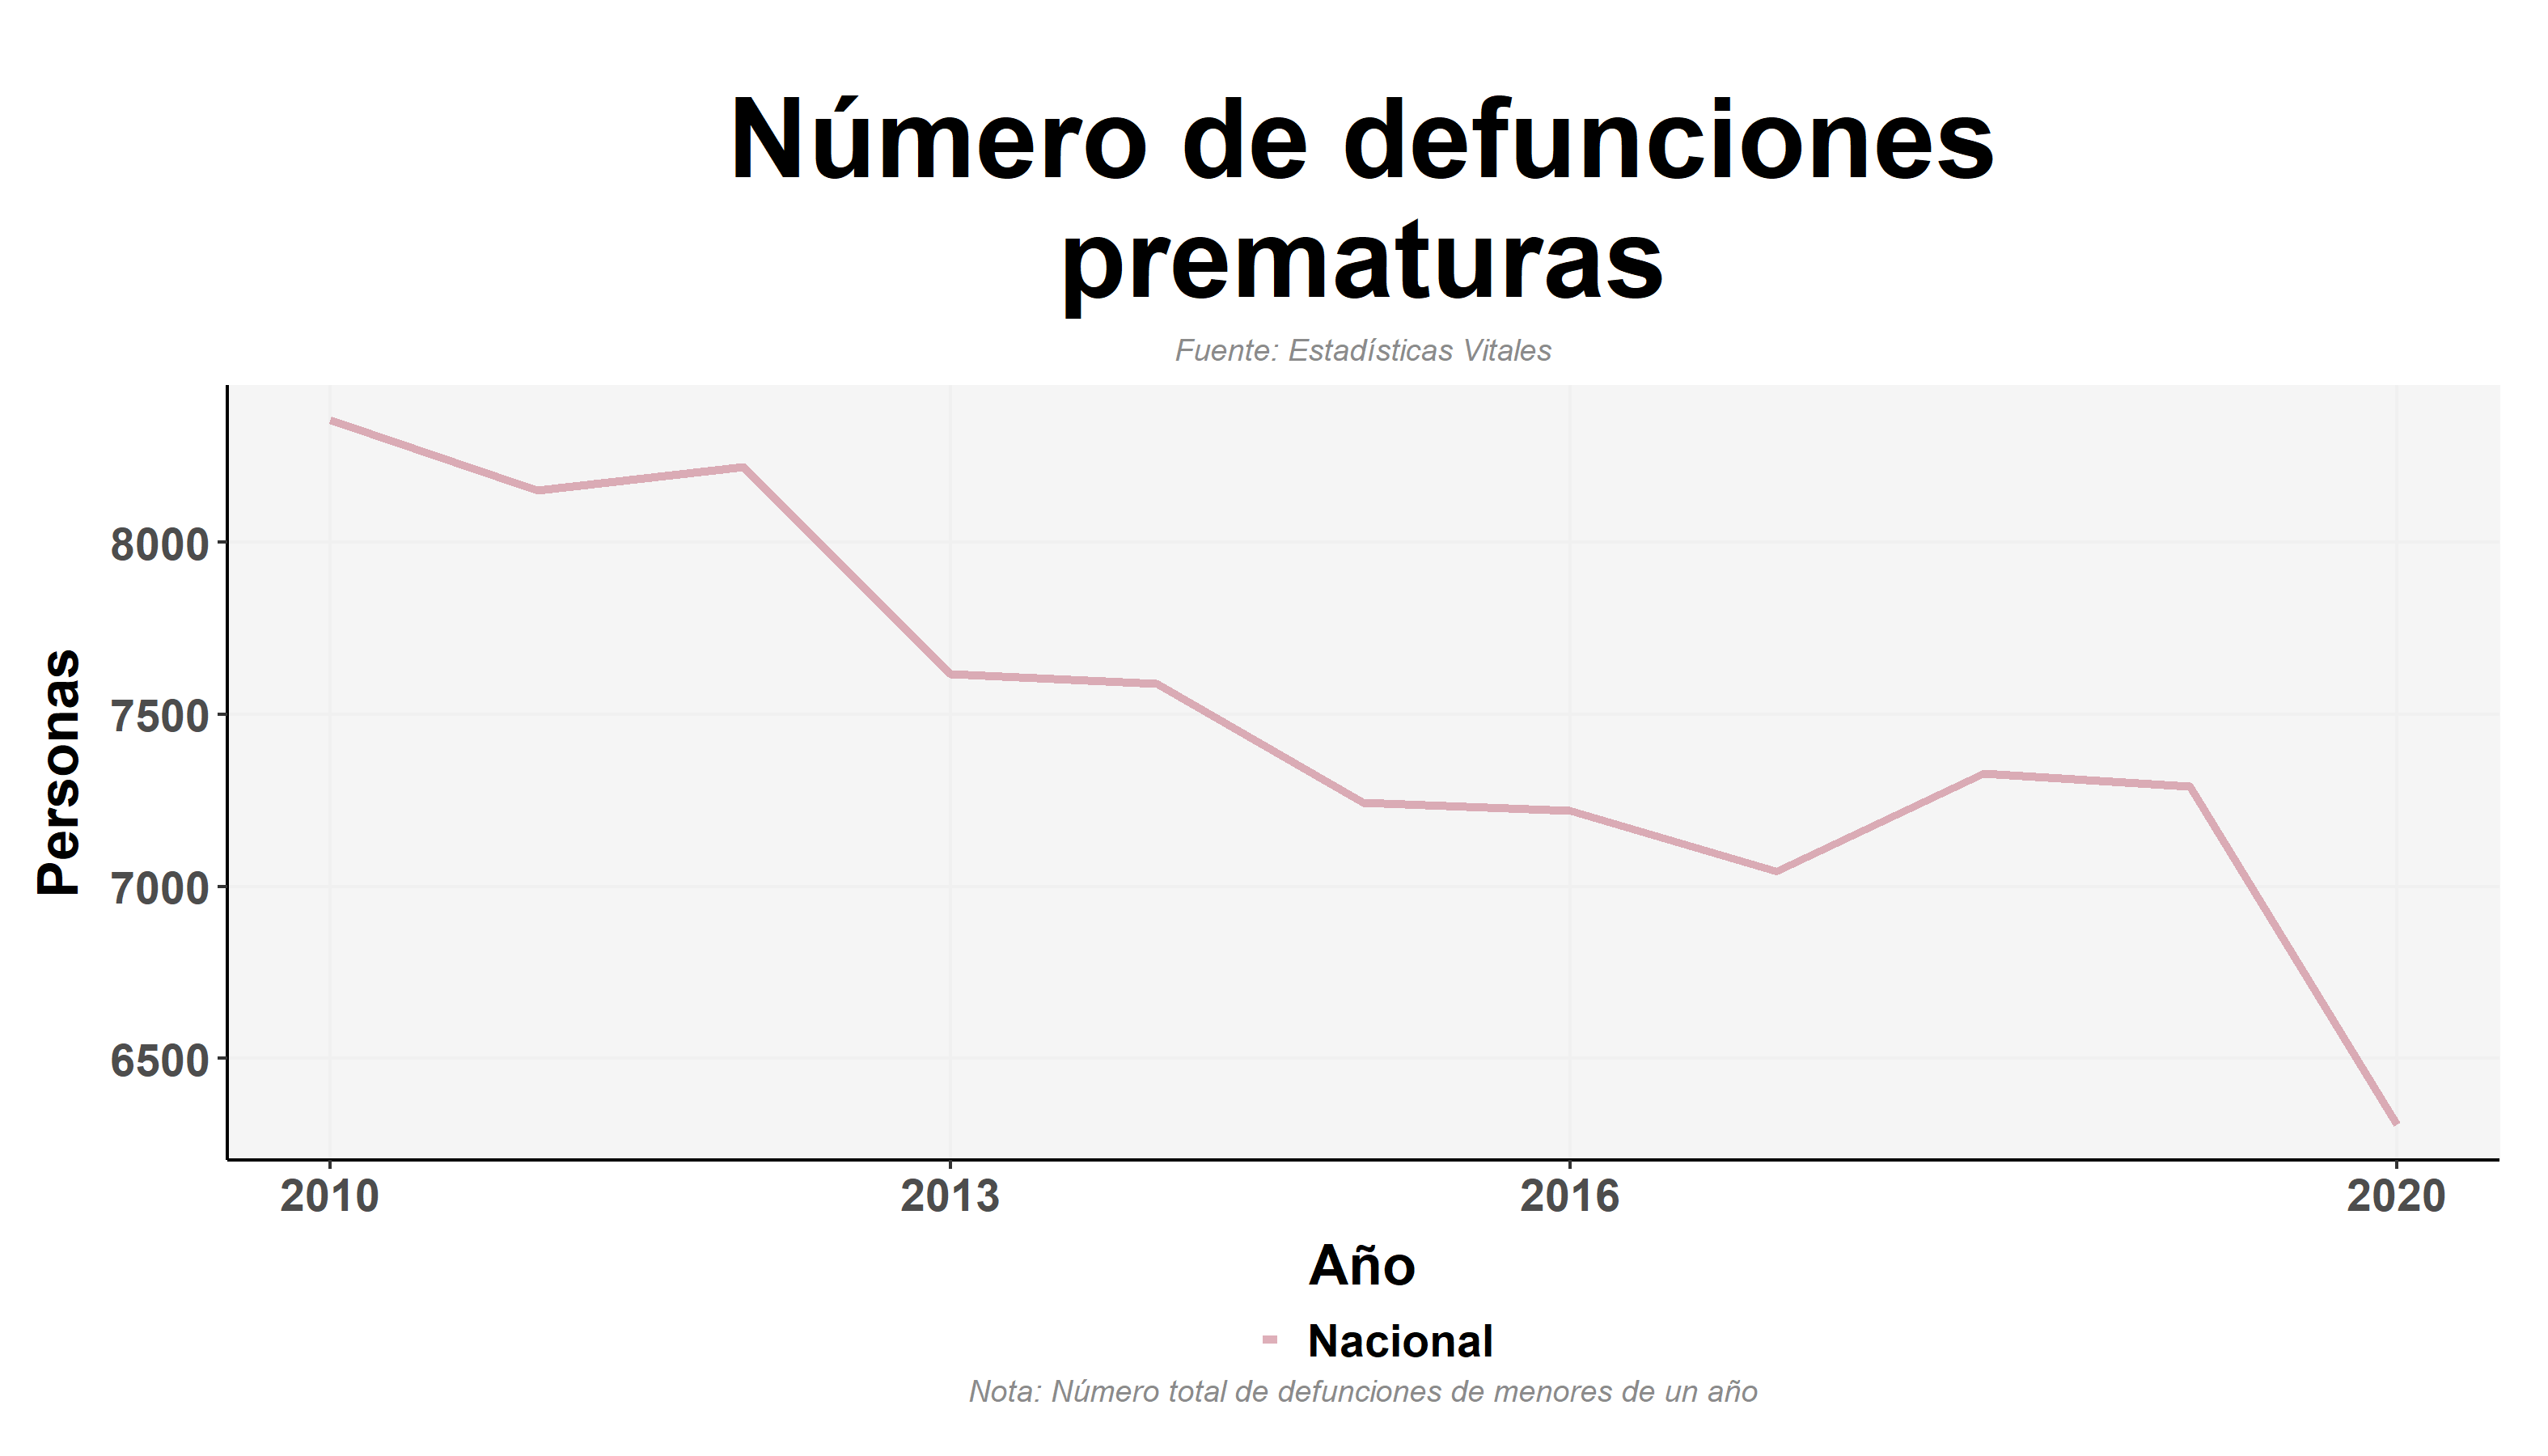 Número de defunciones
prematuras
Fuente: Estadísticas Vitales
Personas
8000
7500
7000
6500
2010 2013 2016 2020
Año
Nacional
Nota: Número total de defunciones de menores de un año